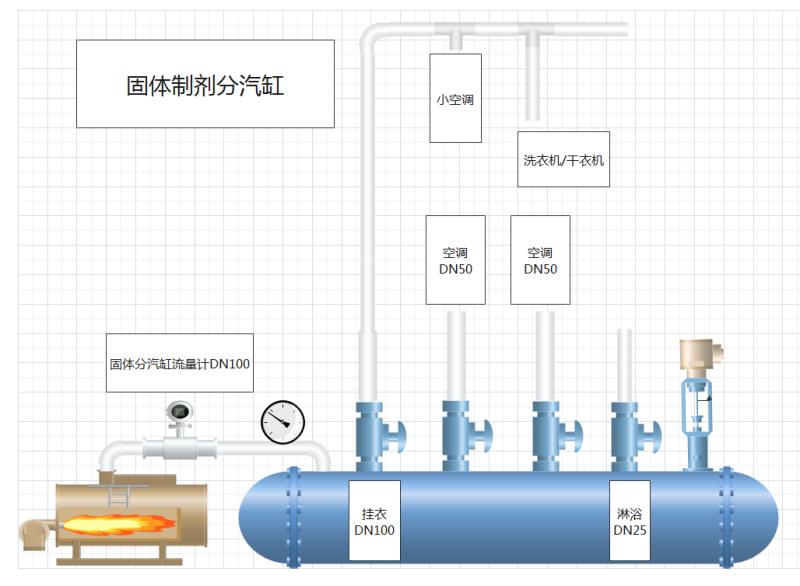 固体制剂分汽缸
小空调
洗衣机/干衣机
空调
DN50
空调
DN50
固体分汽缸流量计DN100
挂衣
DN100
淋浴
DN25